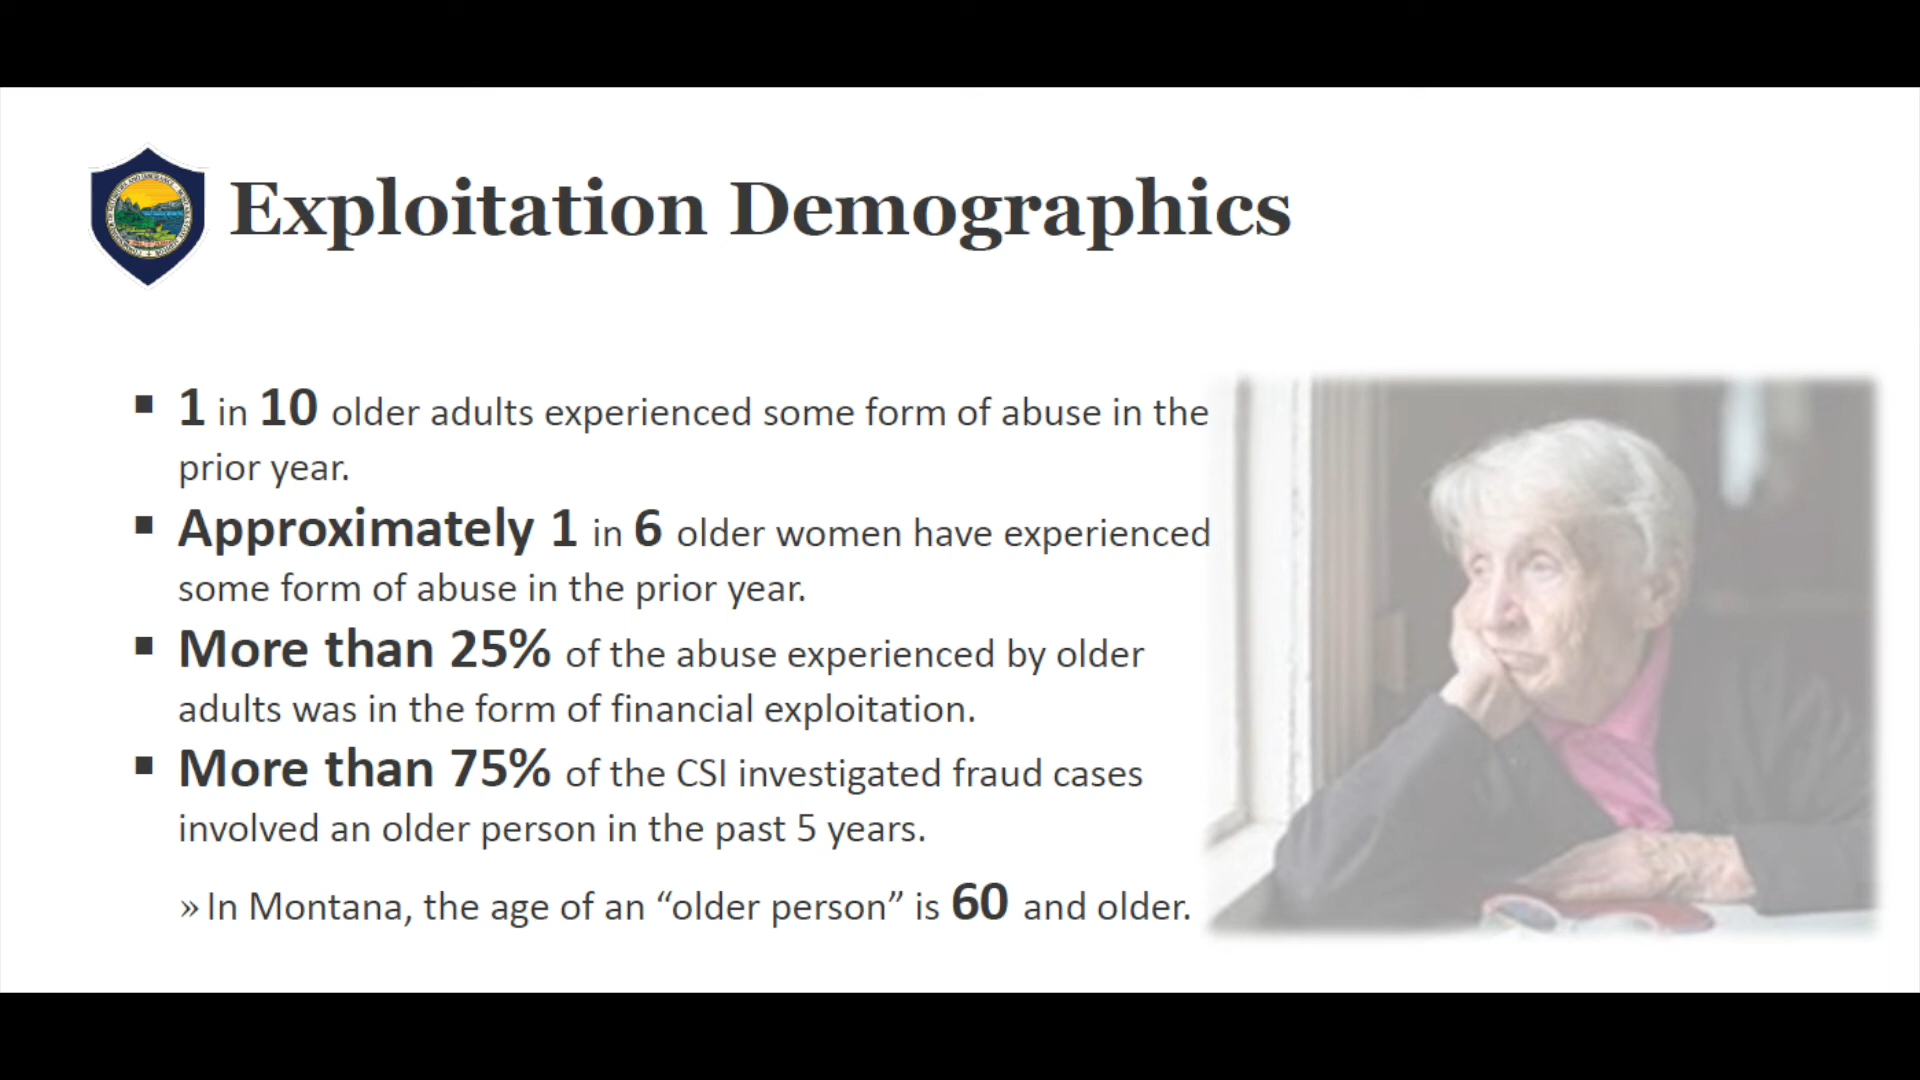 Exploitation Demographics
▪ 1 in 10 older adults experienced some form of abuse in the
prior year.
▪ Approximately 1 in 6 older women have experienced
some form of abuse in the prior year.
▪ More than 25% of the abuse experienced by older
adults was in the form of financial exploitation.
▪ More than 75% of the CSI investigated fraud cases
involved an older person in the past 5 years.
» In Montana, the age of an “older person” is 60 and older.